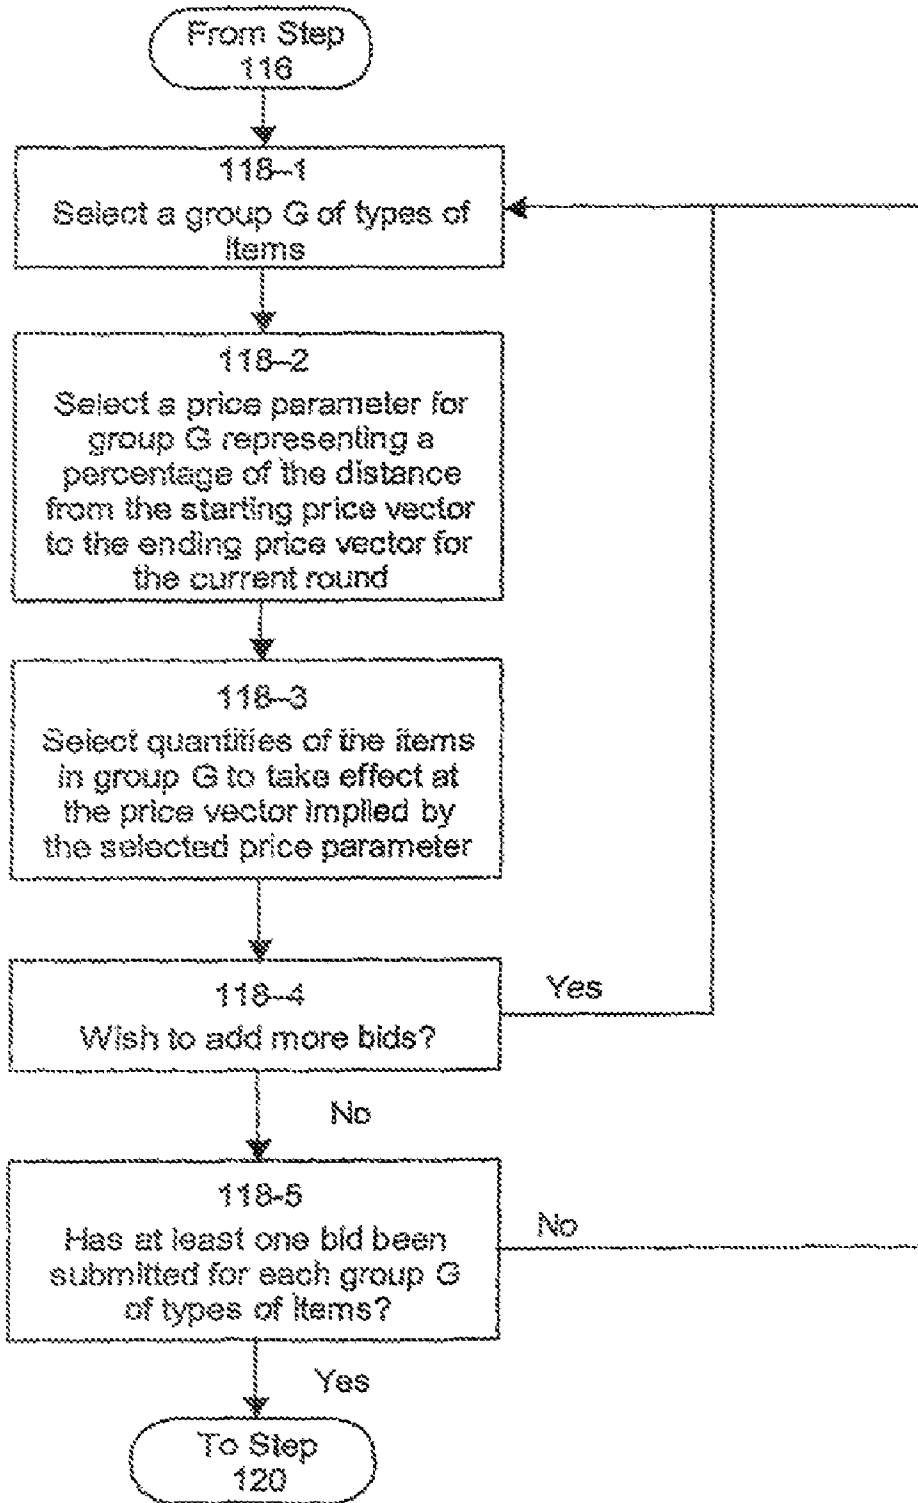 From Step
116
118-1
Select a group G of types of
items
118-2
Select a price parameter for
group G representing a
percentage of the distance
from the starting price vector
to the ending price vector for
the current round
118-3
Select quantities of the items
in group G to take effect at
the price vector implied by
the selected price parameter
118-4
Wish to add more bids?
Yes
No
118-5
Has at least one bid been
submitted for each group G
of types of items?
No
Yes
To Step
120